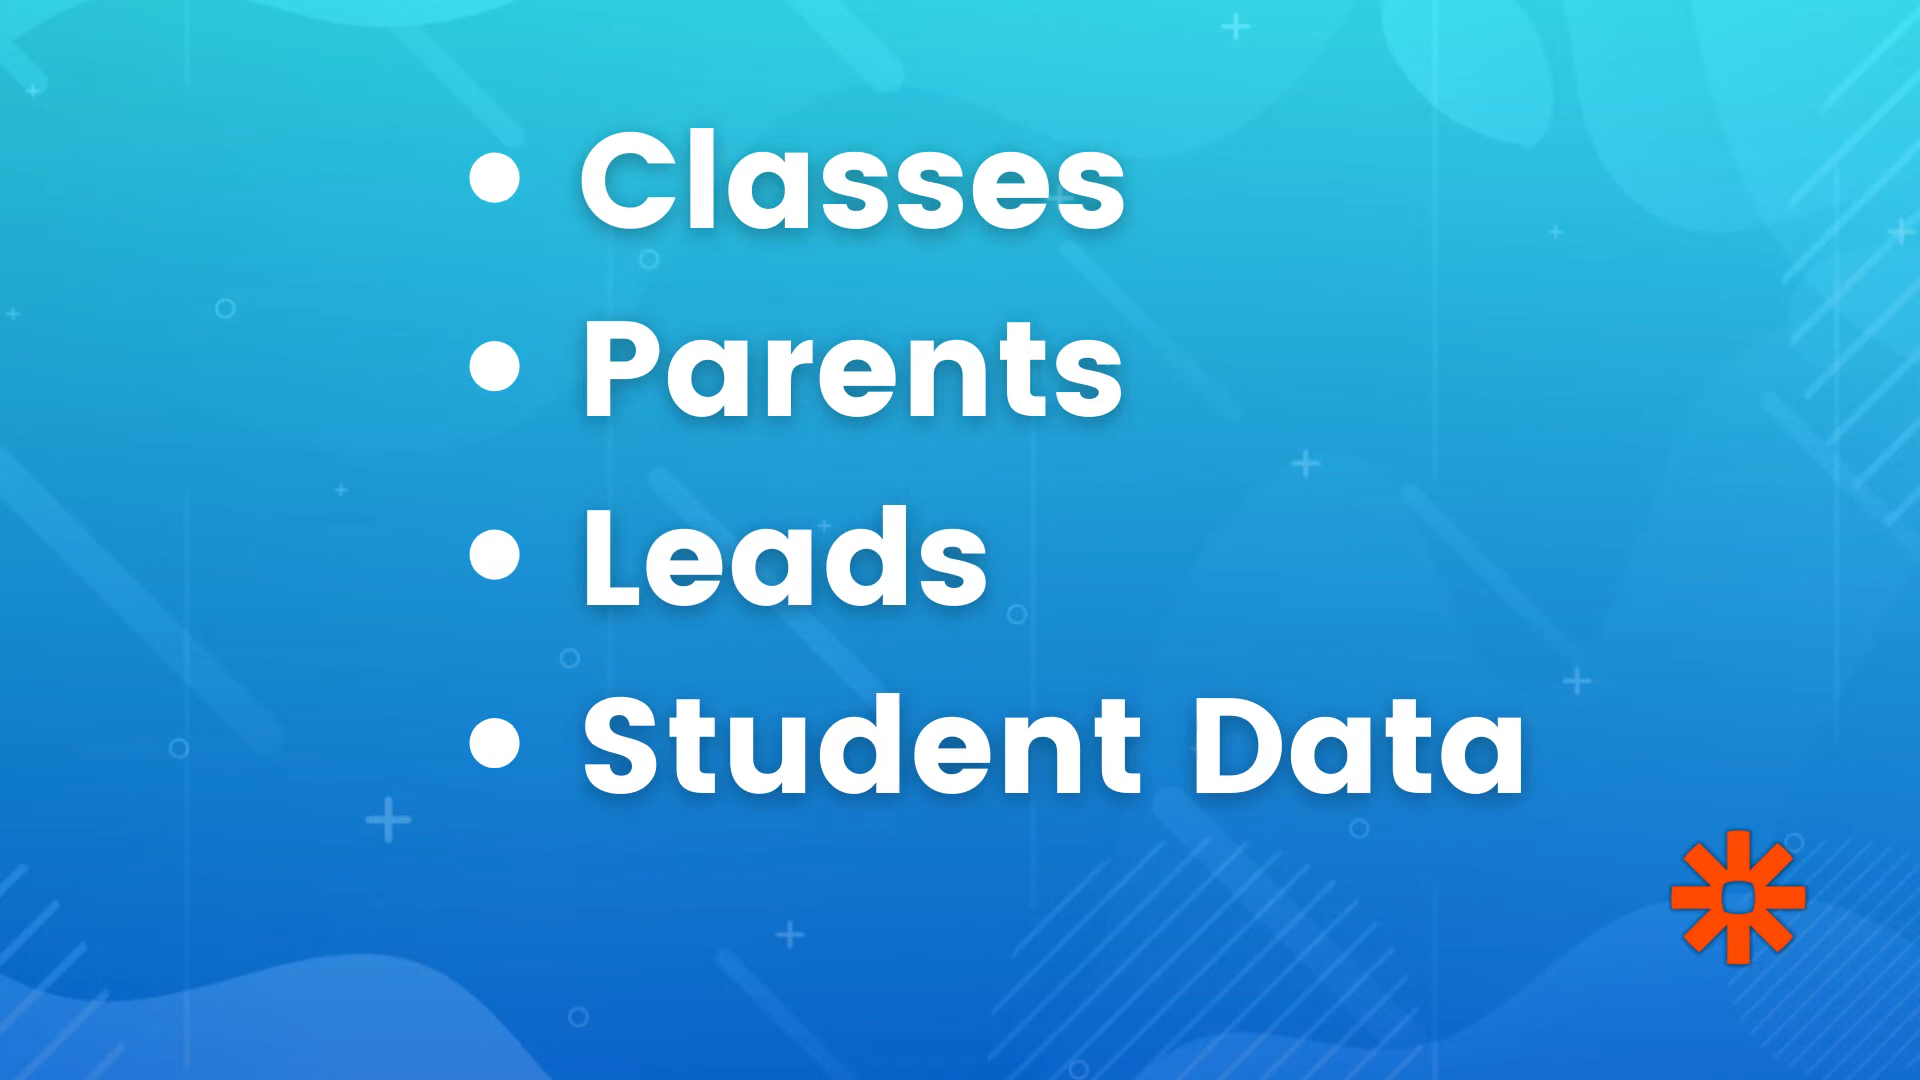 • Classes
• Parents
• Leads
• Student Data